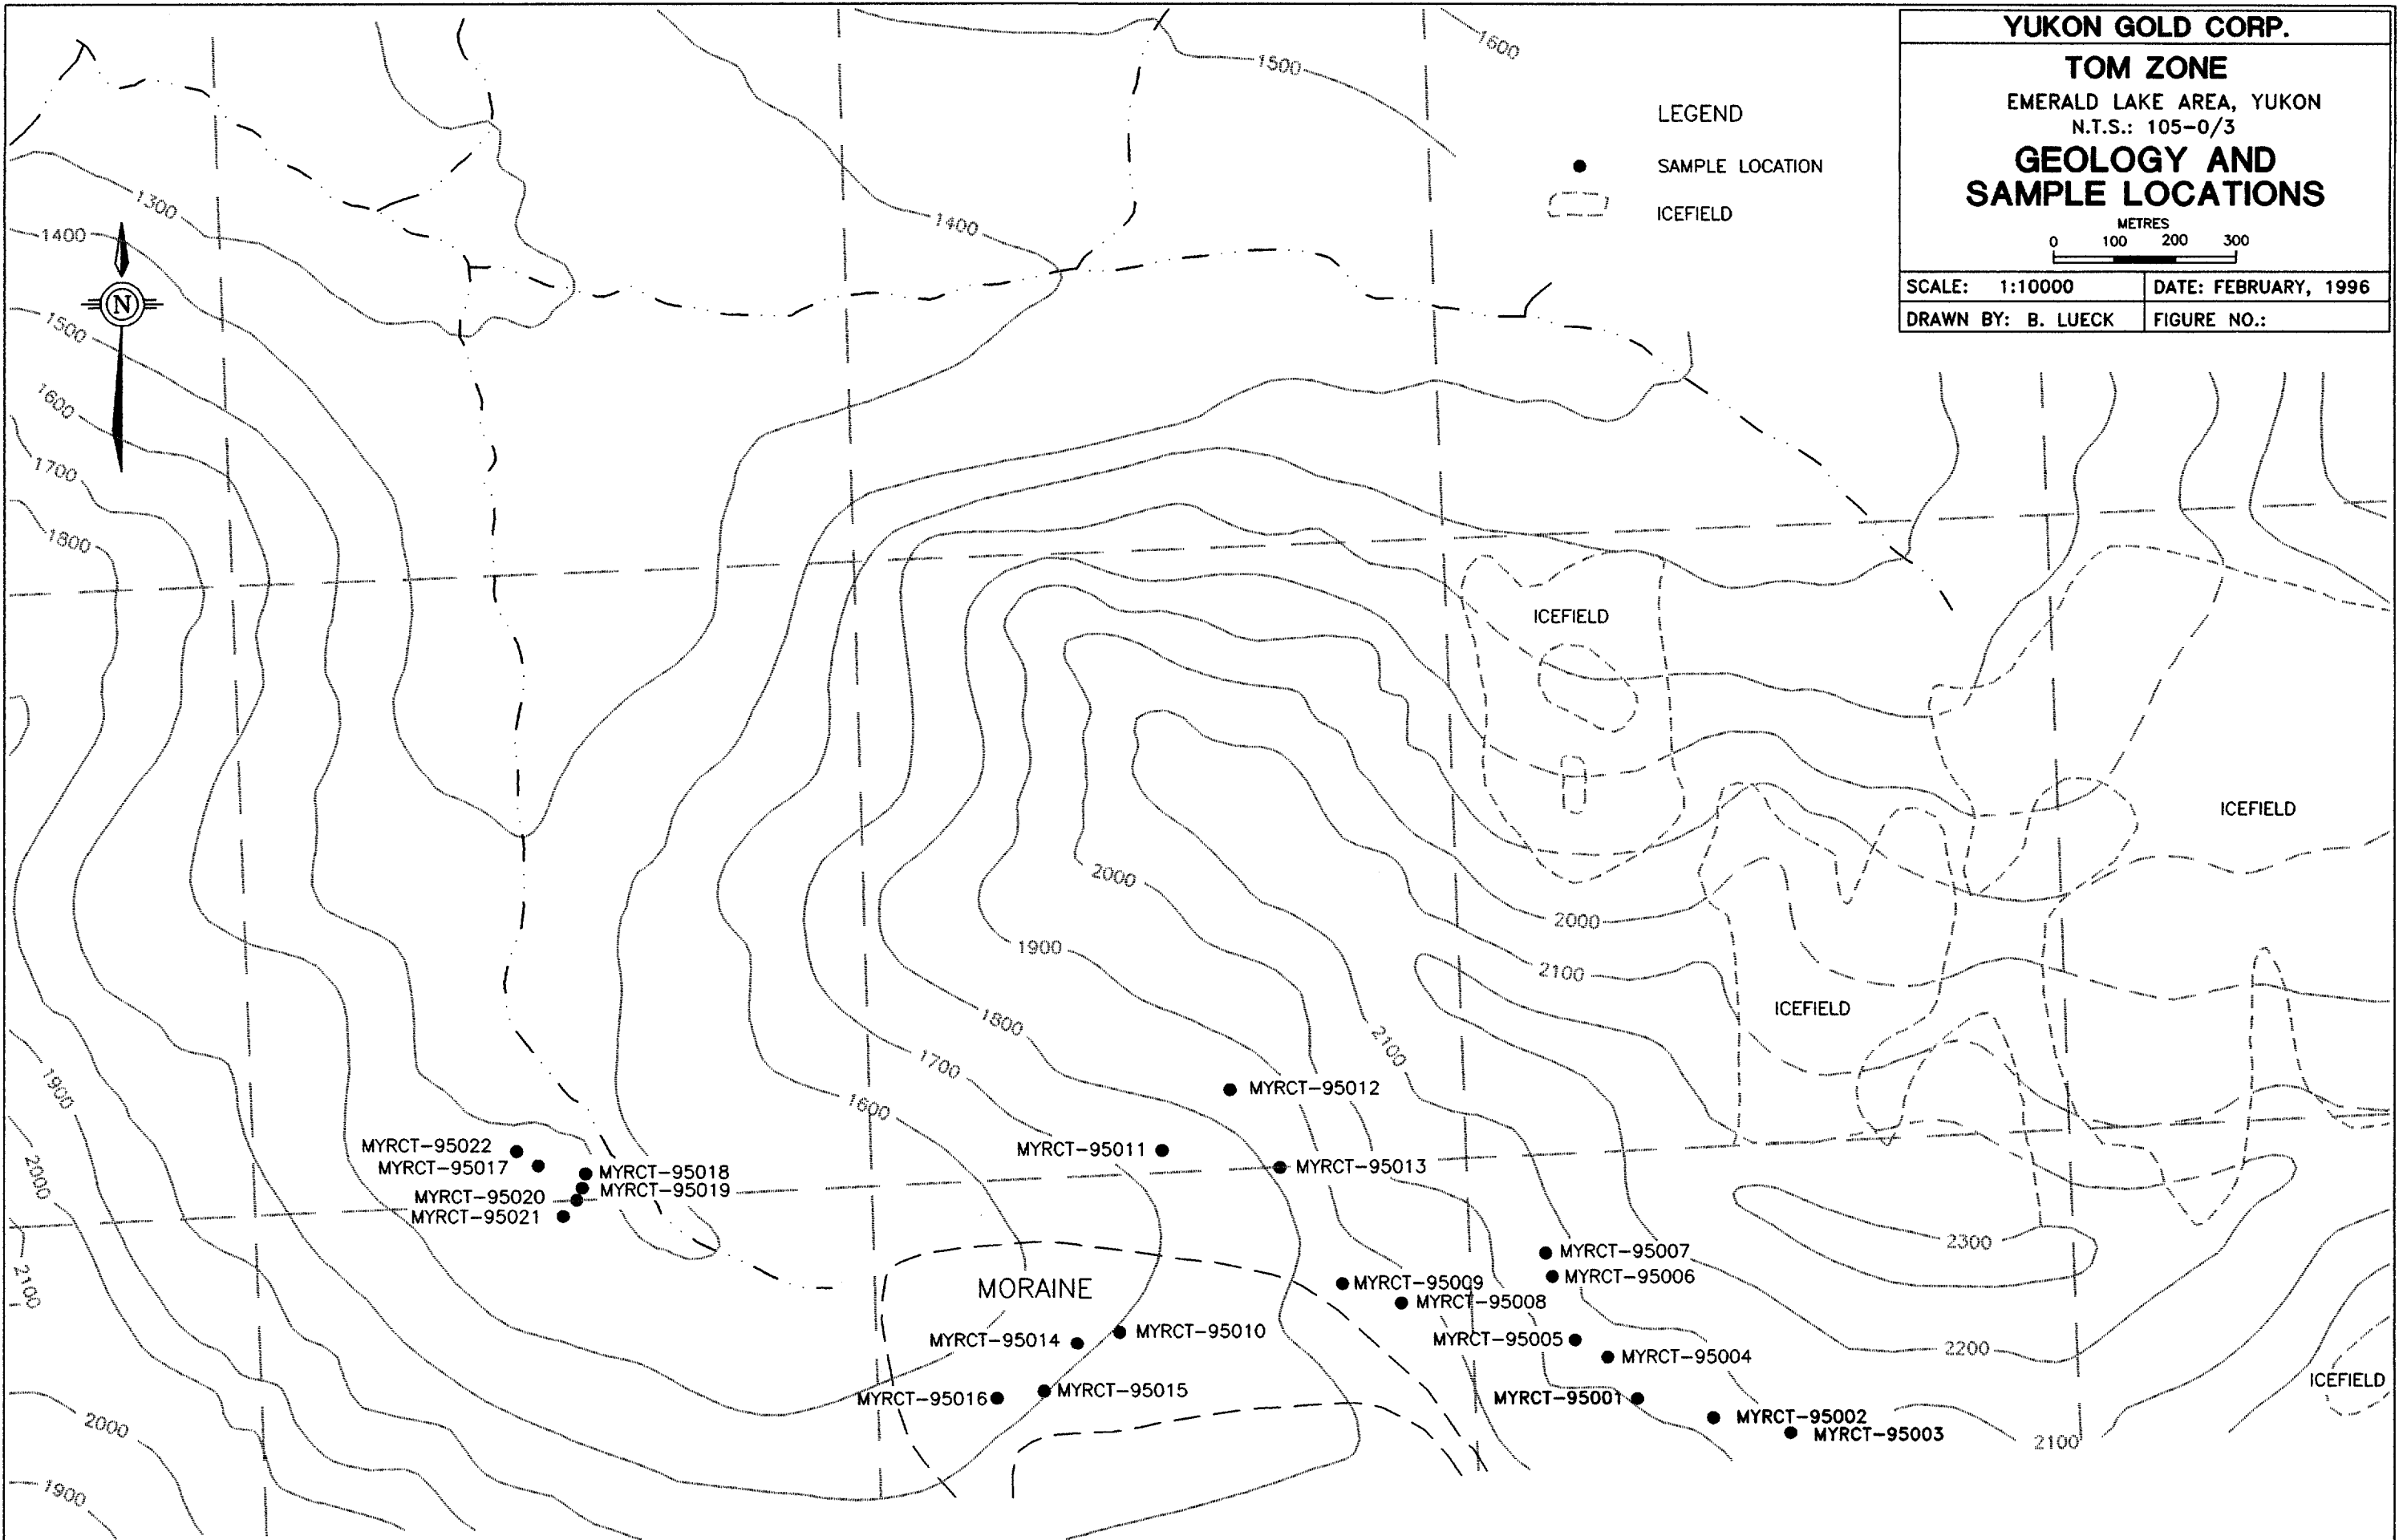 YUKON GOLD CORP.
TOM ZONE
EMERALD LAKE AREA, YUKON
N.T.S.: 105-0/3
GEOLOGY AND
SAMPLE LOCATIONS
METRES
0 100 200 300
SCALE: 1:10000
DATE: FEBRUARY, 1996
DRAWN BY: B. LUECK
FIGURE NO.:
LEGEND
SAMPLE LOCATION
ICEFIELD
1600
1500
1300
1400
1400
N
1500
1600
1700
1800
ICEFIELD
ICEFIELD
2000
2000
1900
2100
ICEFIELD
1800
2100
1700
1900
1600
MYRCT-95012
MYRCT-95022
MYRCT-95011
MYRCT-95017
MYRCT-95013
MYRCT-95018
2000
MYRCT-95019
MYRCT-95020
MYRCT-95021
2300
MYRCT-95007
2100
MYRCT-95006
MORAINE
MYRCT-95009
MYRCT-95008
MYRCT-95010
MYRCT-95014
MYRCT-95005
2200
MYRCT-95004
ICEFIELD
MYRCT-95015
MYRCT-95016
MYRCT-95001
MYRCT-95002
2000
MYRCT-95003
2100
1900